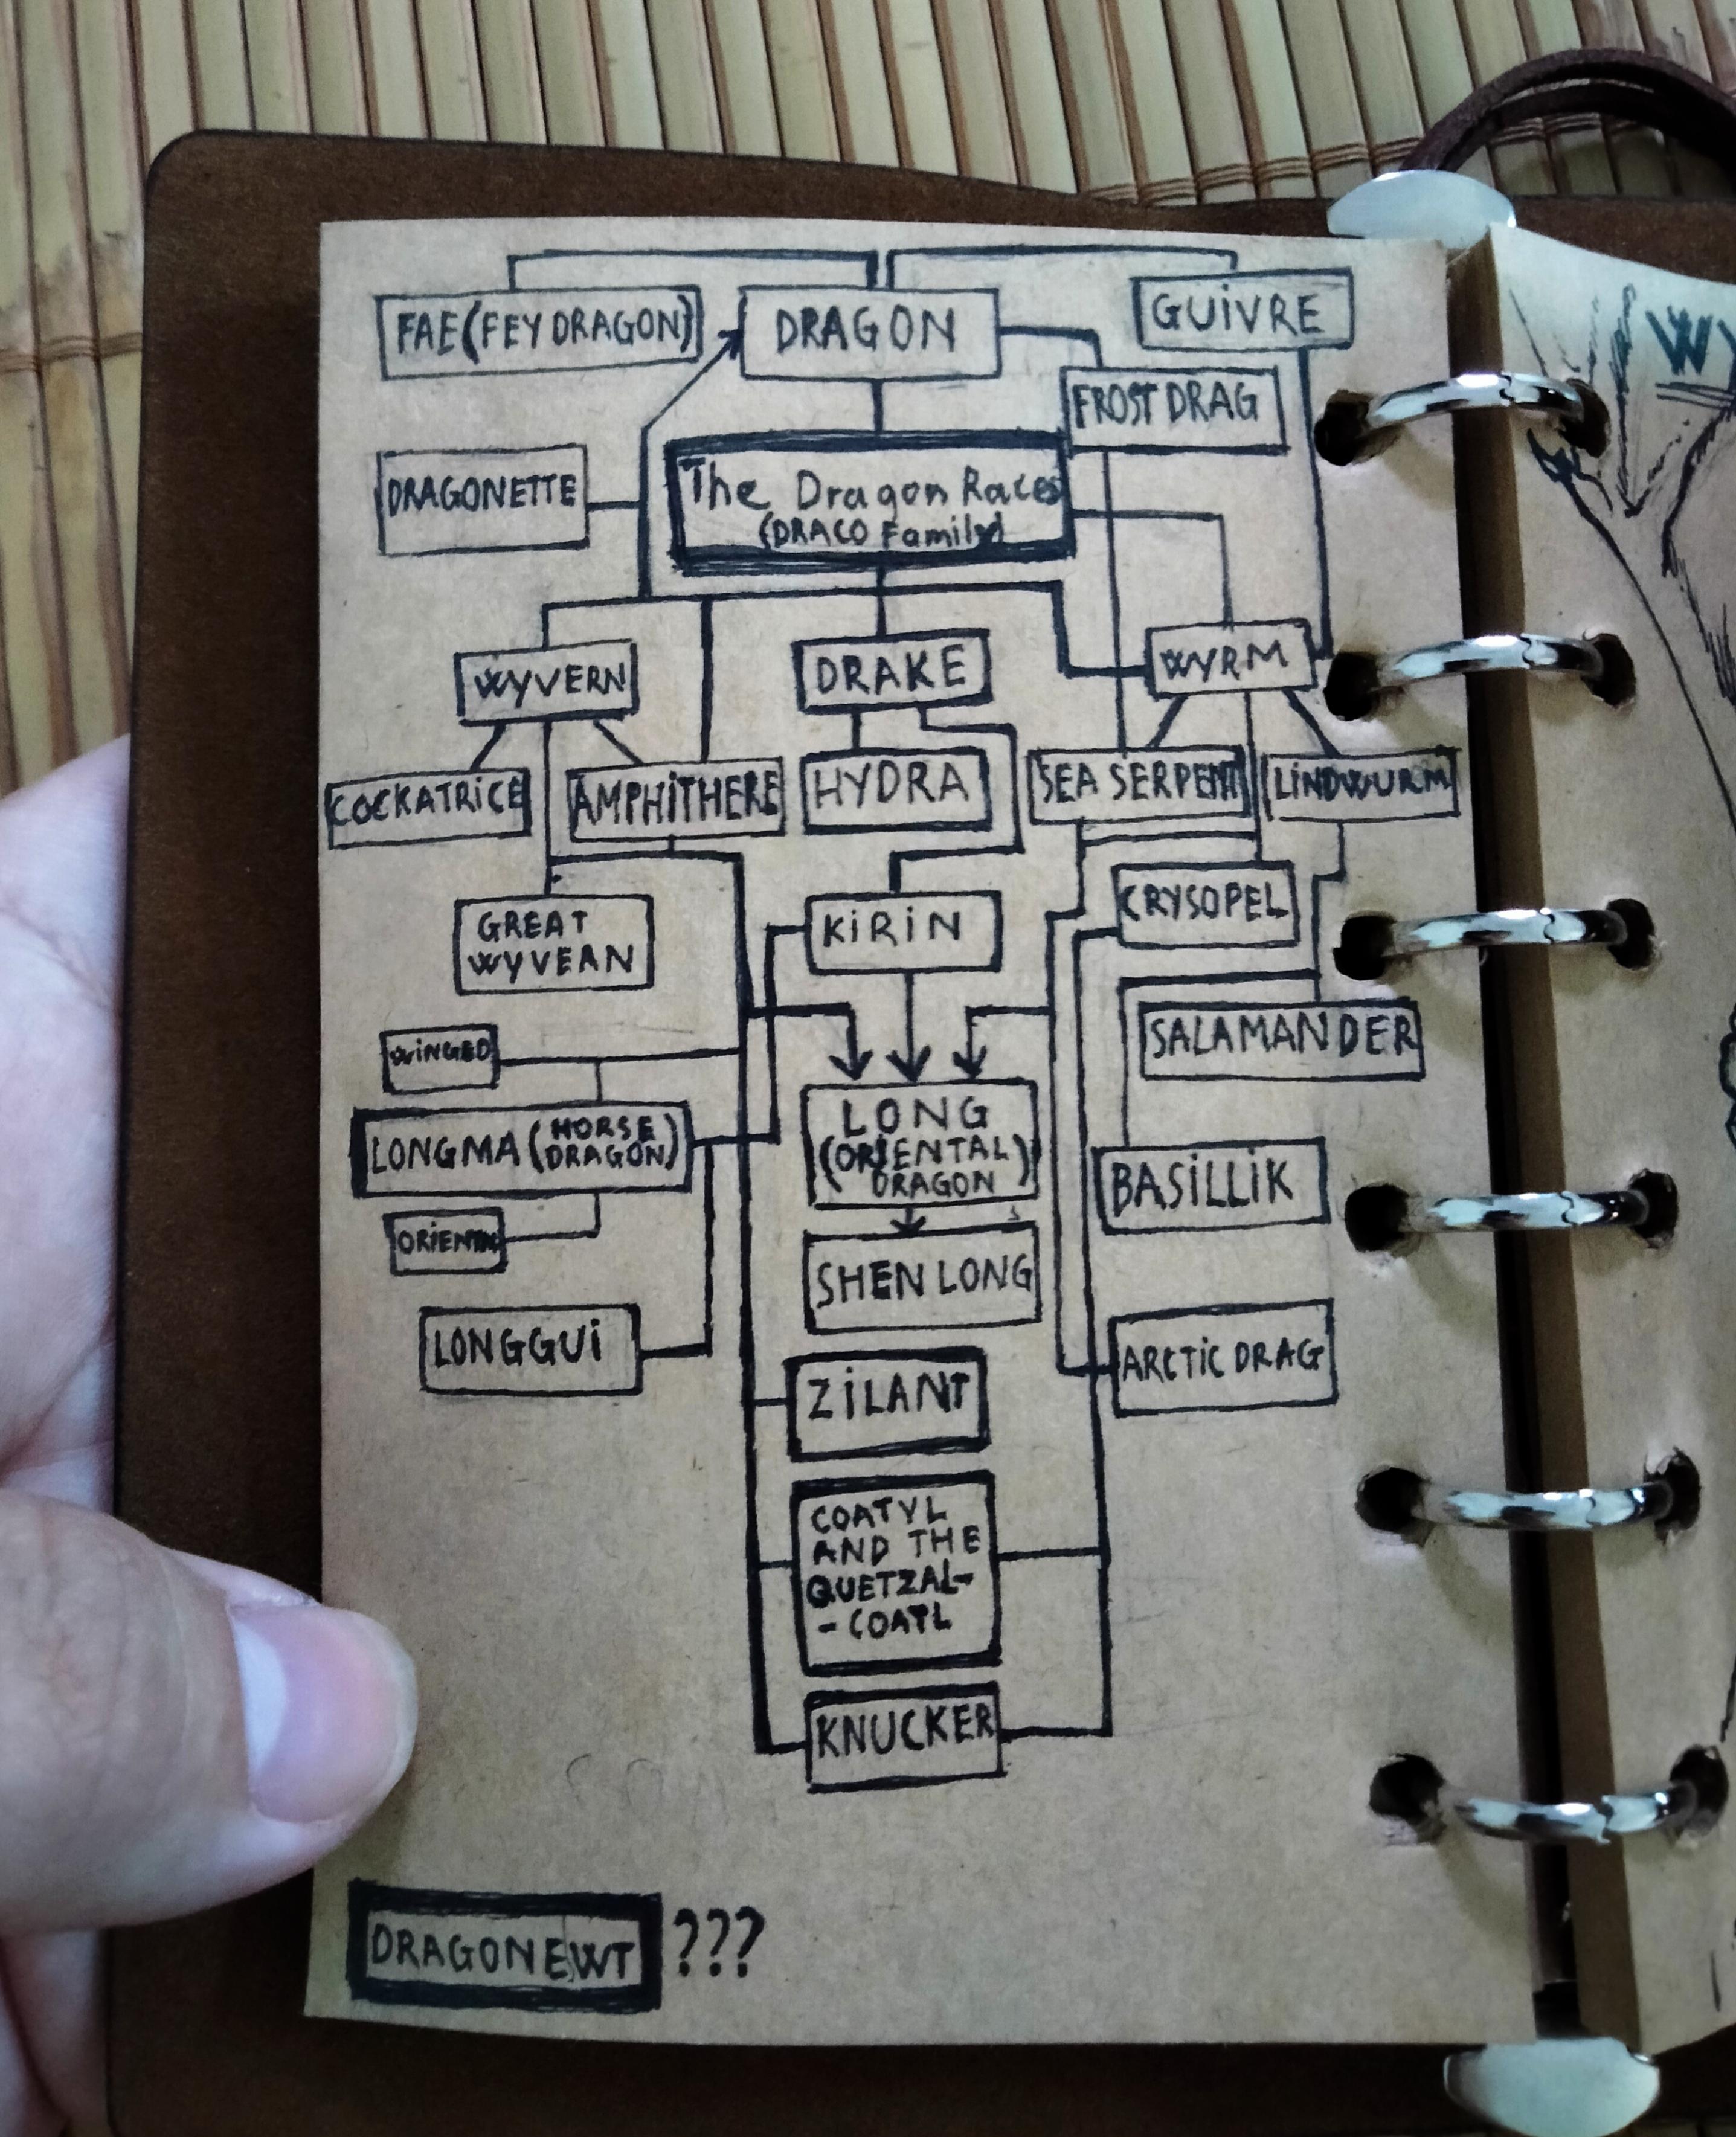 FAE (FEY DRAGON)
DRAGON
GUiVRE
FROST DRAG
DRAGONETTE
The Dragon Races
(DRACO Family)
WYVERN
DRAKE
WYRM
COCKATRiCE
AMPHiTHERE
HYDRA
SEA SERPENT
LiNDWURM
GREAT
WYVEAN
KiRiN
CRYSOPEL
WiNGED
SALAMANDER
LONGMA (HORSE
DRAGON)
LONG
(ORIENTAL)
DRAGON
BASiLLiK
SHEN LONG
LONGGUi
ARCTiC DRAG
ZiLANT
COATYL
AND THE
QUETZAL-
-COATL
KNUCKER
DRAGONEWT ???